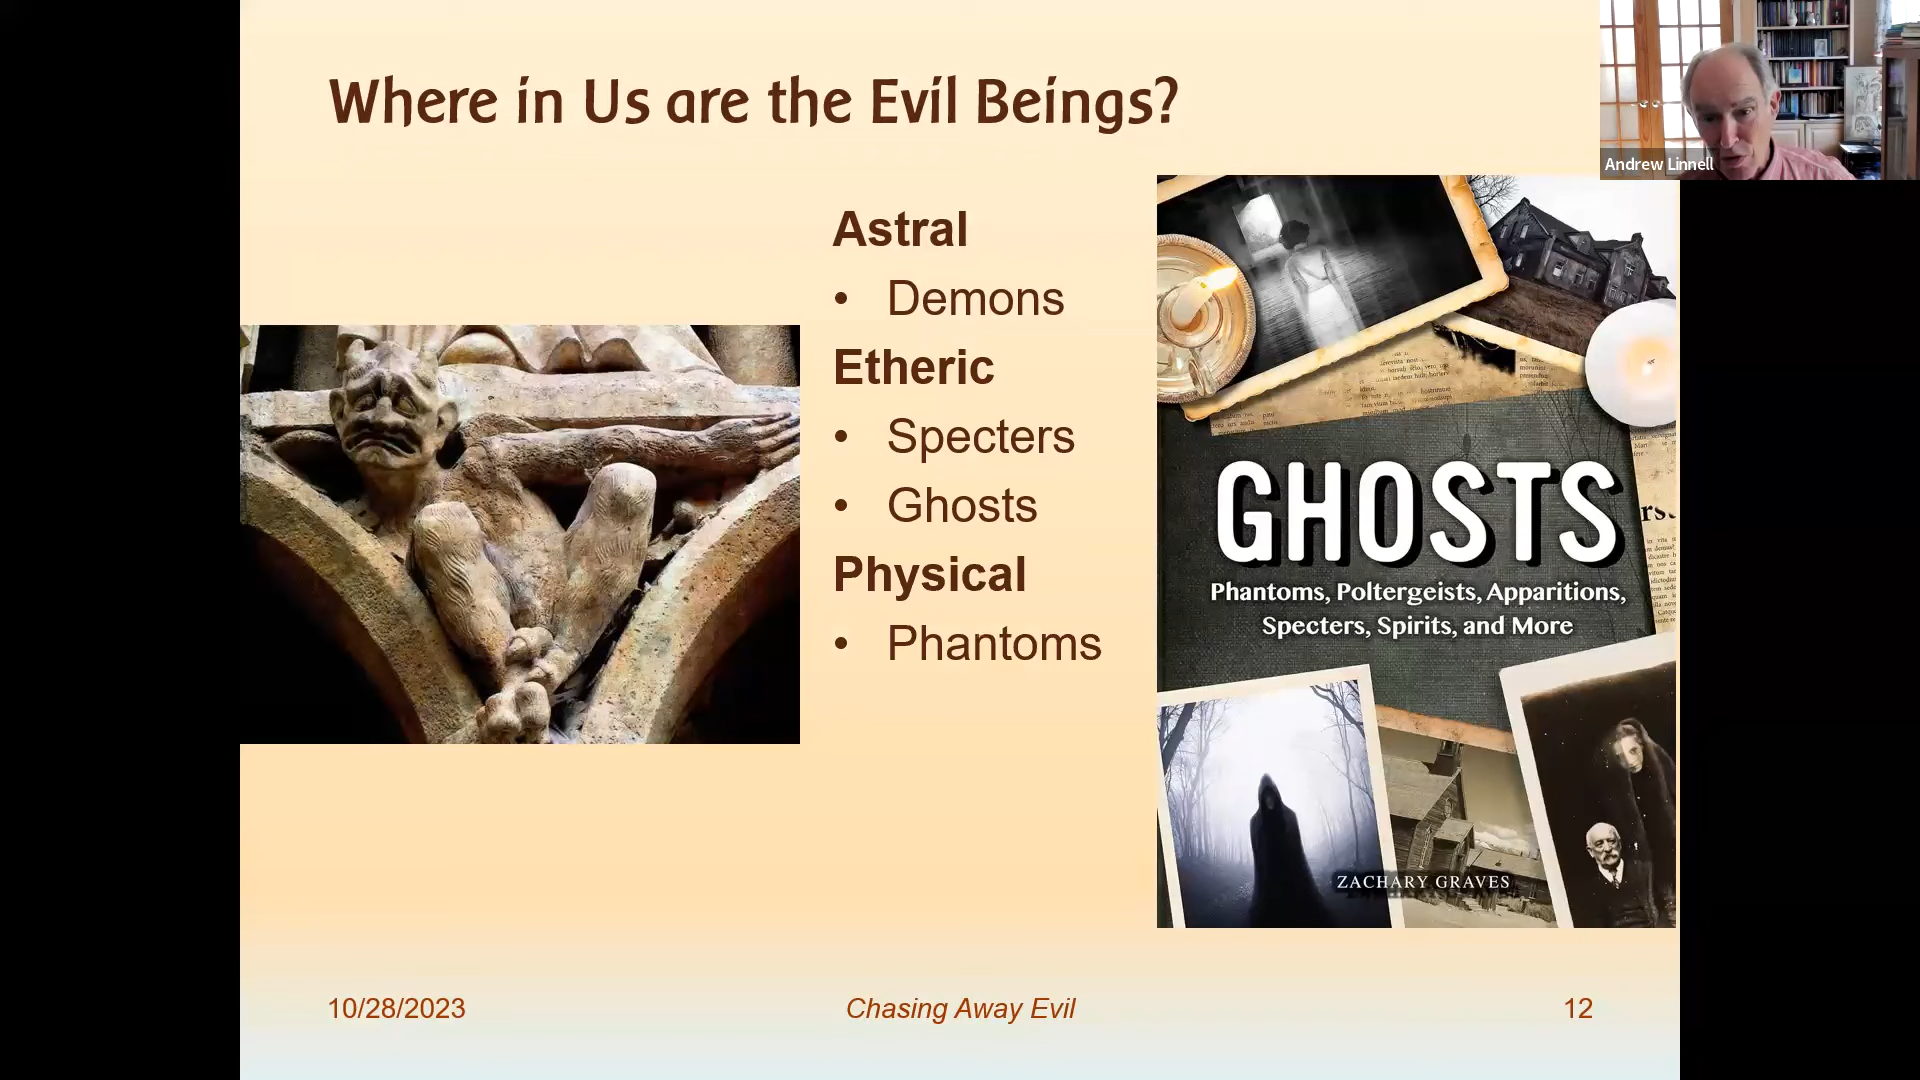 Where in Us are the Evil Beings?
Andrew Linnell
Astral
• Demons
Etheric
• Specters
• Ghosts
Physical
• Phantoms
GHOSTS
Phantoms, Poltergeists, Apparitions,
Specters, Spirits, and More
ZACHARY GRAVES
10/28/2023
Chasing Away Evil
12